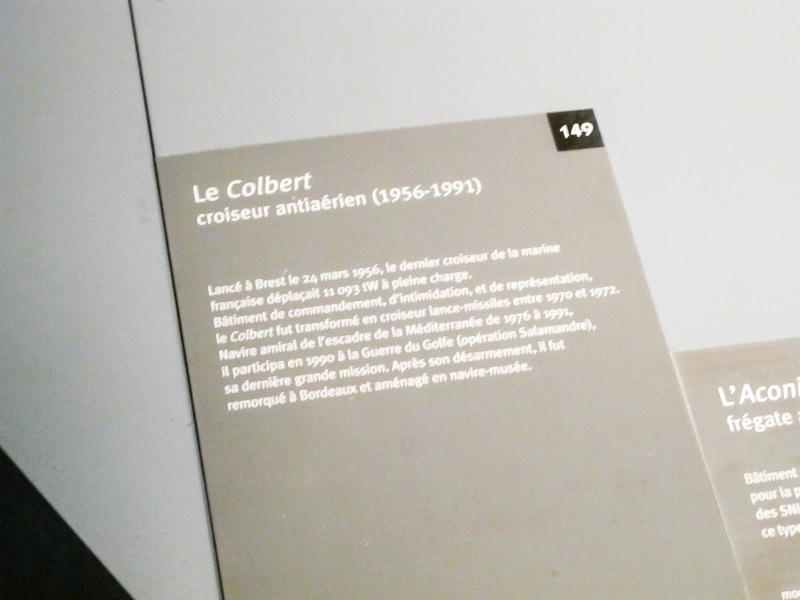 149
Le Colbert
croiseur antiaérien (1956-1991)
Lancé à Brest le 24 mars 1956, le dernier croiseur de la marine
française déplaçait 11 093 tW à pleine charge.
Bâtiment de commandement, d'intimidation, et de représentation,
le Colbert fut transformé en croiseur lance-missiles entre 1970 et 1972.
Navire amiral de l'escadre de la Méditerranée de 1976 à 1991,
il participa en 1990 à la Guerre du Golfe (opération Salamandre),
sa dernière grande mission. Après son désarmement, il fut
remorqué à Bordeaux et aménagé en navire-musée.
L'Aconi
frégate a
Bâtiment
pour la p
des SNL
ce type